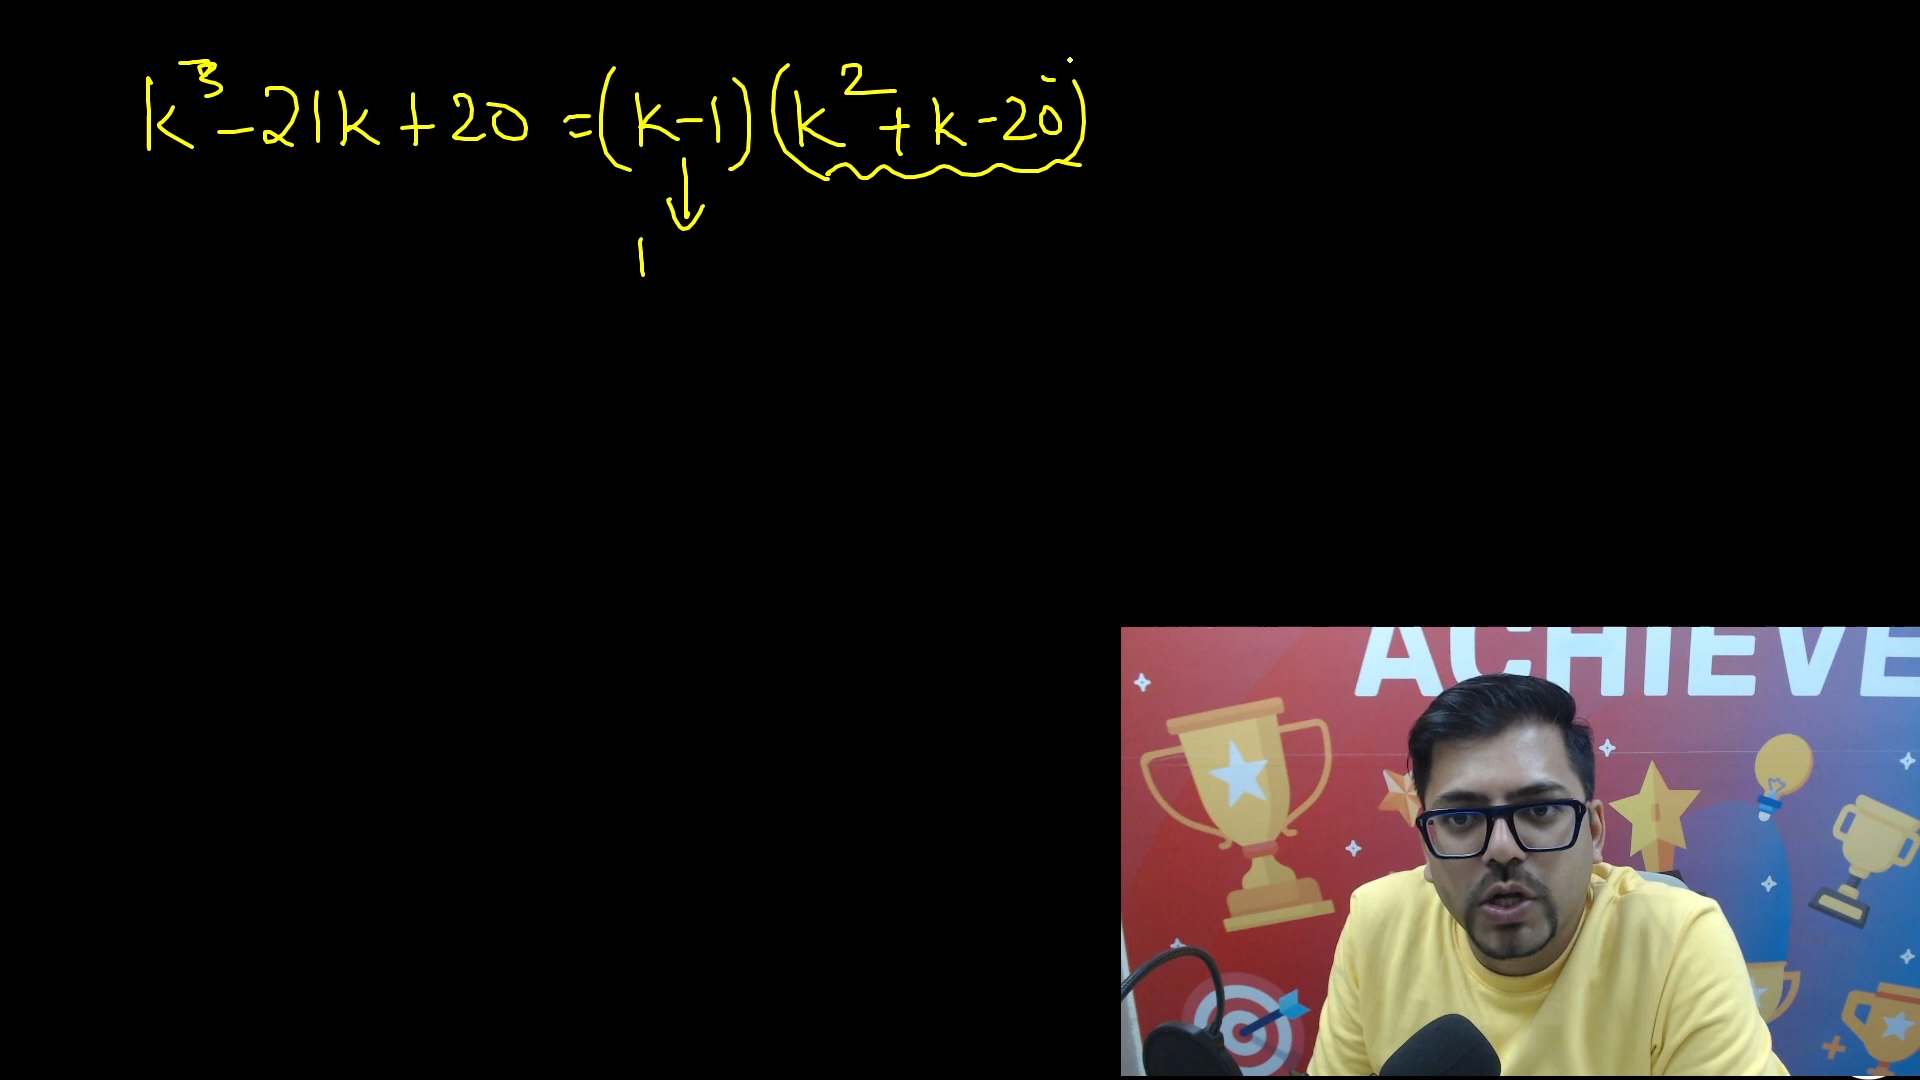 k³ - 21k + 20 = (k-1) (k² + k - 20)
1
ACHIEVE